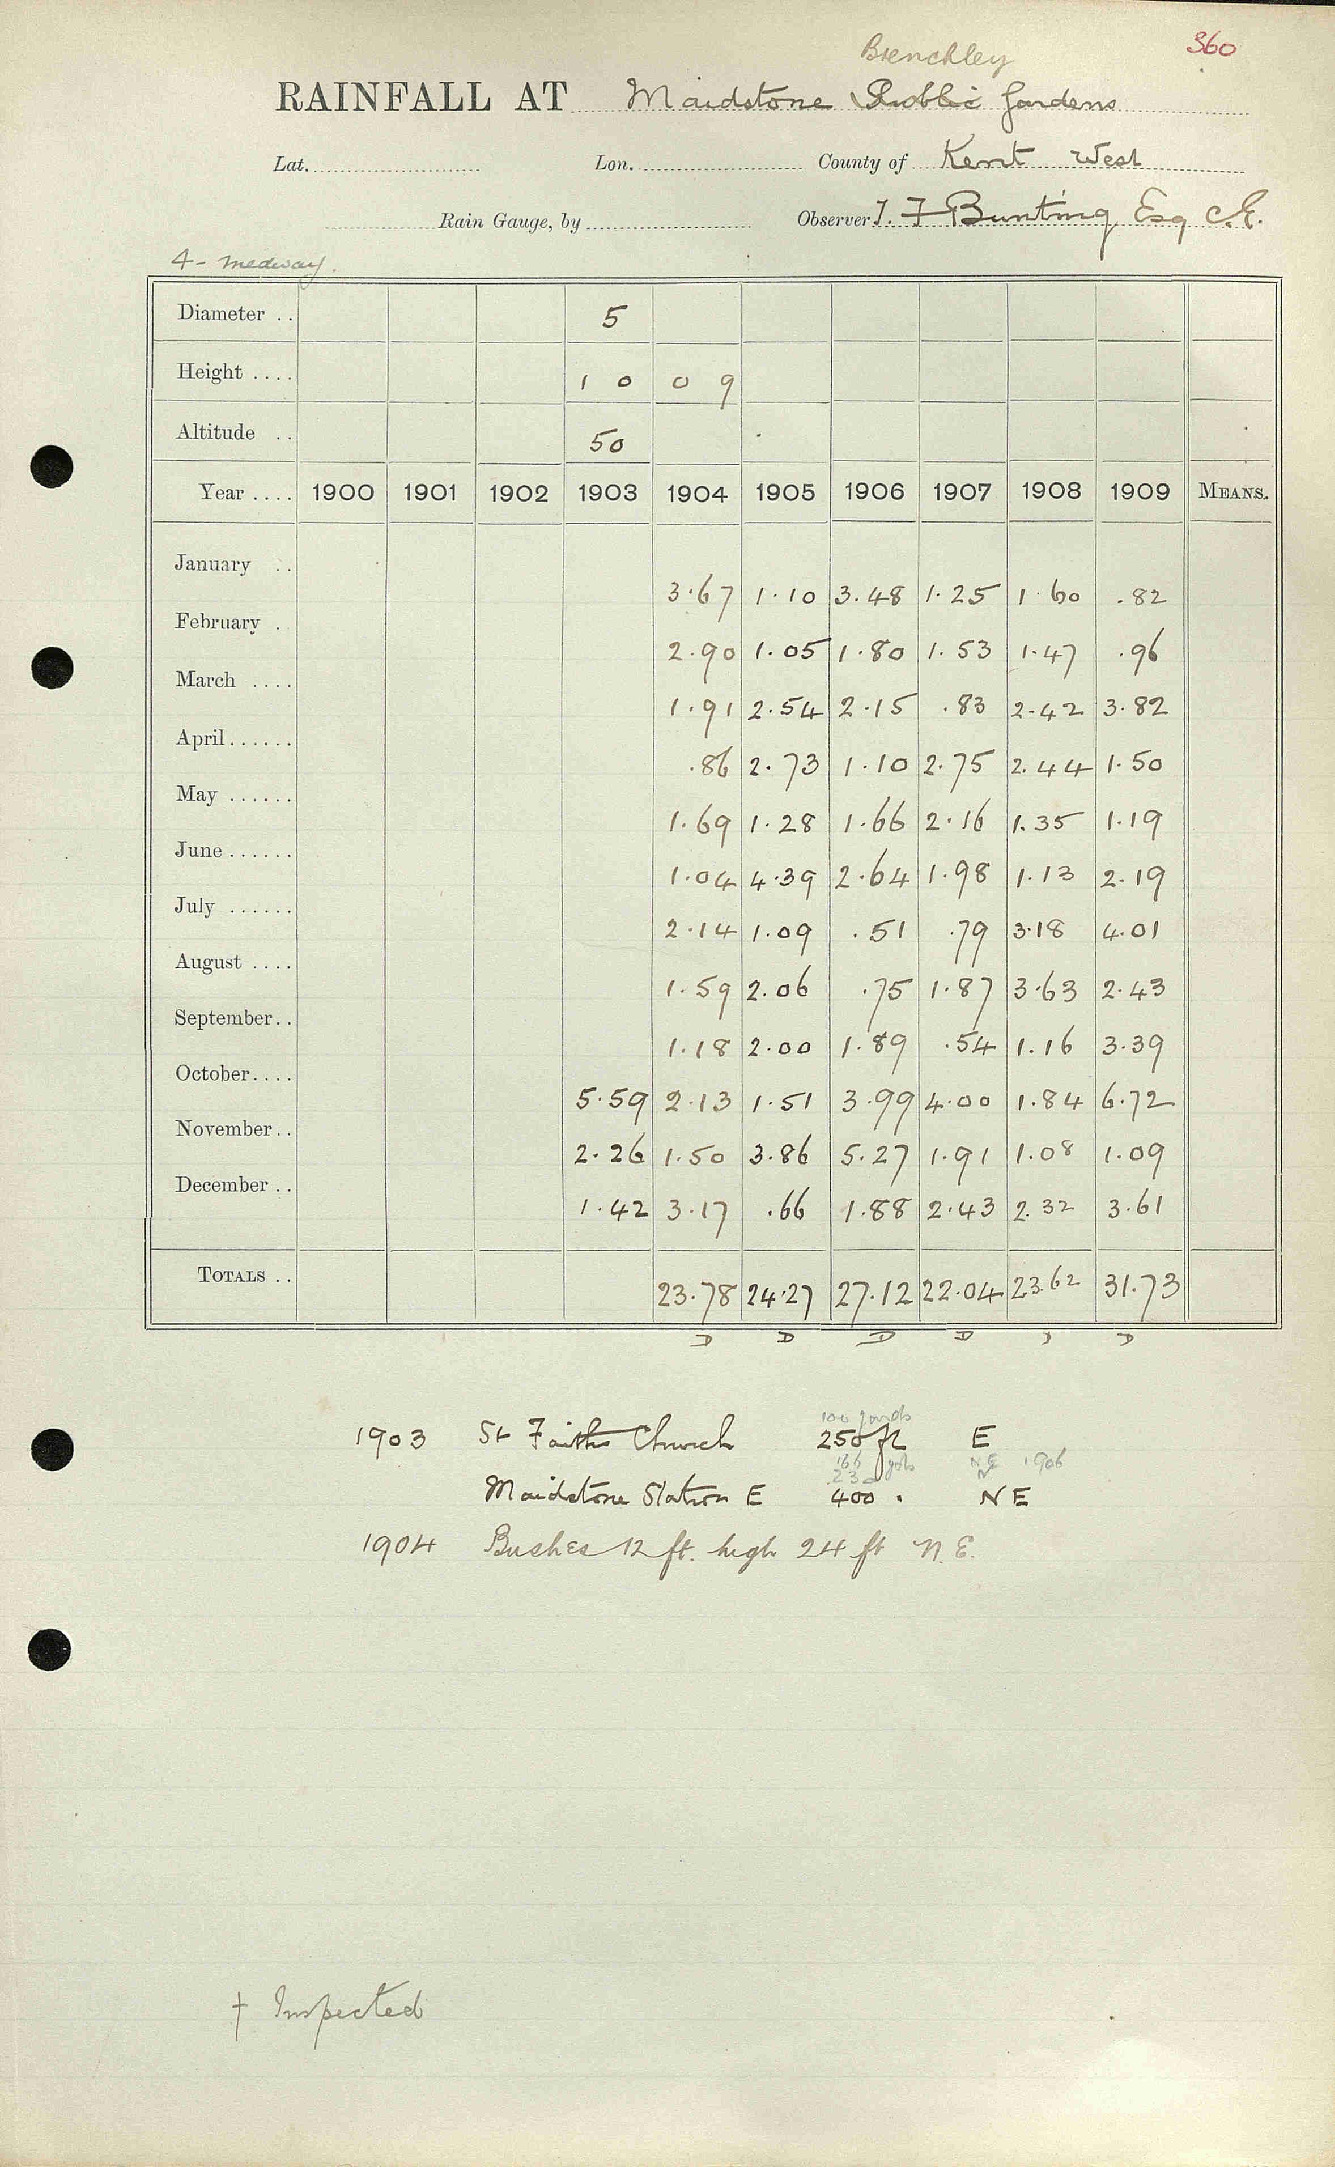 360
Brenchley
RAINFALL AT Maidstone Public Gardens
Lat. Lon. County of Kent West
Rain Gauge, by Observer T. F Bunting Esq C.E.
4 - Medway.
Diameter .. 5
Height .... 1 0 0 9
Altitude .. 50
Year .... 1900 1901 1902 1903 1904 1905 1906 1907 1908 1909 MEANS.
January .. 3.67 1.10 3.48 1.25 1.60 .82
February . 2.90 1.05 1.80 1.53 1.47 .96
March .... 1.91 2.54 2.15 .83 2.42 3.82
April...... .86 2.73 1.10 2.75 2.44 1.50
May ...... 1.69 1.28 1.66 2.16 1.35 1.19
June...... 1.04 4.39 2.64 1.98 1.13 2.19
July ...... 2.14 1.09 .51 .79 3.18 4.01
August .... 1.59 2.06 .75 1.87 3.63 2.43
September.. 1.18 2.00 1.89 .54 1.16 3.39
October.... 5.59 2.13 1.51 3.99 4.00 1.84 6.72
November.. 2.26 1.50 3.86 5.27 1.91 1.08 1.09
December .. 1.42 3.17 .66 1.88 2.43 2.32 3.61
TOTALS .. 23.78 24.27 27.12 22.04 23.62 31.73
D D D D D D
100 yards
1903 St Faiths Church 250 ft E
166 yds NE 1906
230 N
Maidstone Station E 400 . NE
1904 Bushes 12 ft. high 24 ft N.E.
† Inspected